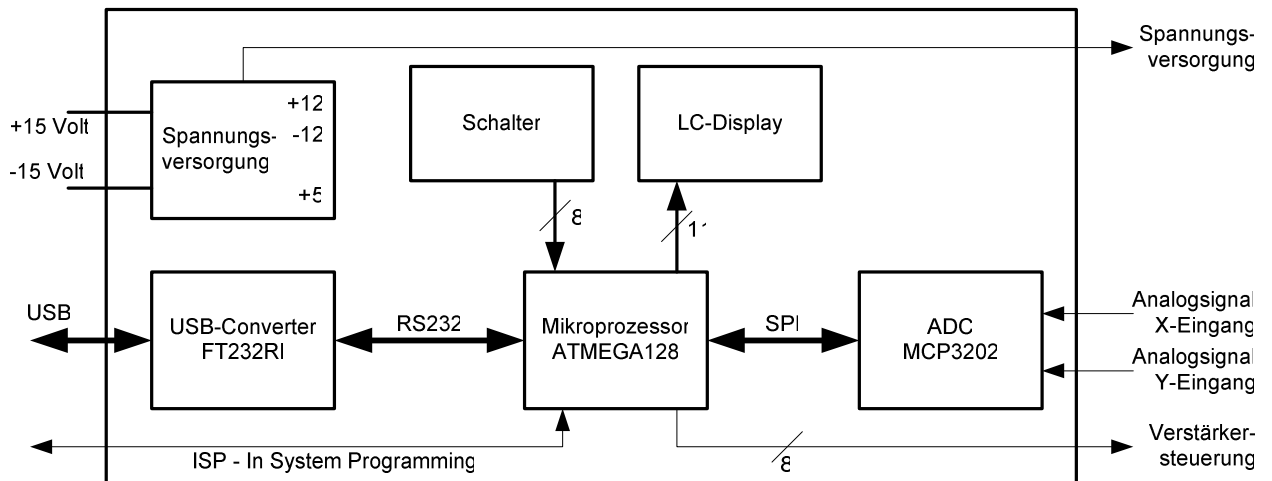 Spannungs-
versorgung
+15 Volt
-15 Volt
Spannungs-
versorgung
+12
-12
+5
Schalter
LC-Display
8
11
USB
USB-Converter
FT232Rl
RS232
Mikroprozessor
ATMEGA128
SPI
ADC
MCP3202
Analogsignal
X-Eingang
Analogsignal
Y-Eingang
ISP - In System Programming
8
Verstärker-
steuerung